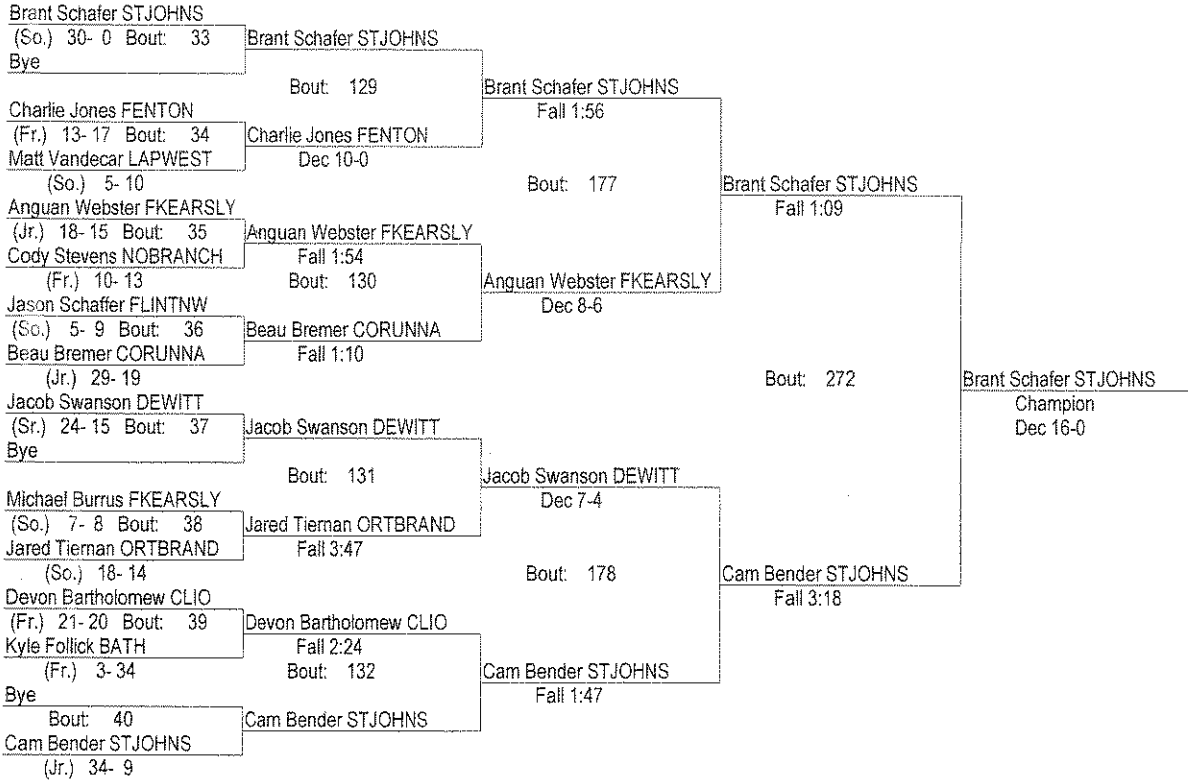 Brant Schafer STJOHNS
(So.) 30- 0 Bout: 33
Bye
Charlie Jones FENTON
(Fr.) 13- 17 Bout: 34
Matt Vandecar LAPWEST
(So.) 5- 10
Anguan Webster FKEARSLY
(Jr.) 18- 15 Bout: 35
Cody Stevens NOBRANCH
(Fr.) 10- 13
Jason Schaffer FLINTNW
(So.) 5- 9 Bout: 36
Beau Bremer CORUNNA
(Jr.) 29- 19
Jacob Swanson DEWITT
(Sr.) 24- 15 Bout: 37
Bye
Michael Burrus FKEARSLY
(So.) 7- 8 Bout: 38
Jared Tiernan ORTBRAND
(So.) 18- 14
Devon Bartholomew CLIO
(Fr.) 21- 20 Bout: 39
Kyle Follick BATH
(Fr.) 3- 34
Bye
Bout: 40
Cam Bender STJOHNS
(Jr.) 34- 9
Brant Schafer STJOHNS
Bout: 129
Charlie Jones FENTON
Dec 10-0
Anguan Webster FKEARSLY
Fall 1:54
Bout: 130
Beau Bremer CORUNNA
Fall 1:10
Jacob Swanson DEWITT
Bout: 131
Jared Tiernan ORTBRAND
Fall 3:47
Devon Bartholomew CLIO
Fall 2:24
Bout: 132
Cam Bender STJOHNS
Brant Schafer STJOHNS
Fall 1:56
Bout: 177
Anguan Webster FKEARSLY
Dec 8-6
Jacob Swanson DEWITT
Dec 7-4
Bout: 178
Cam Bender STJOHNS
Fall 1:47
Brant Schafer STJOHNS
Fall 1:09
Bout: 272
Cam Bender STJOHNS
Fall 3:18
Brant Schafer STJOHNS
Champion
Dec 16-0